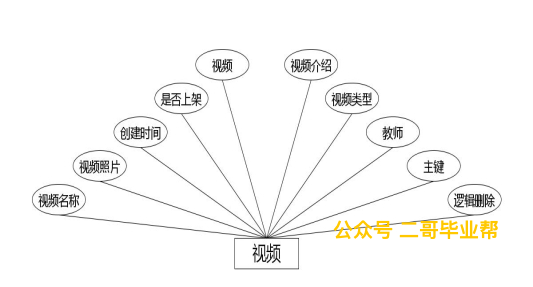 视频
视频介绍
是否上架
视频类型
创建时间
教师
视频照片
主键
视频名称
逻辑删除
公众号 二哥毕业帮
视频